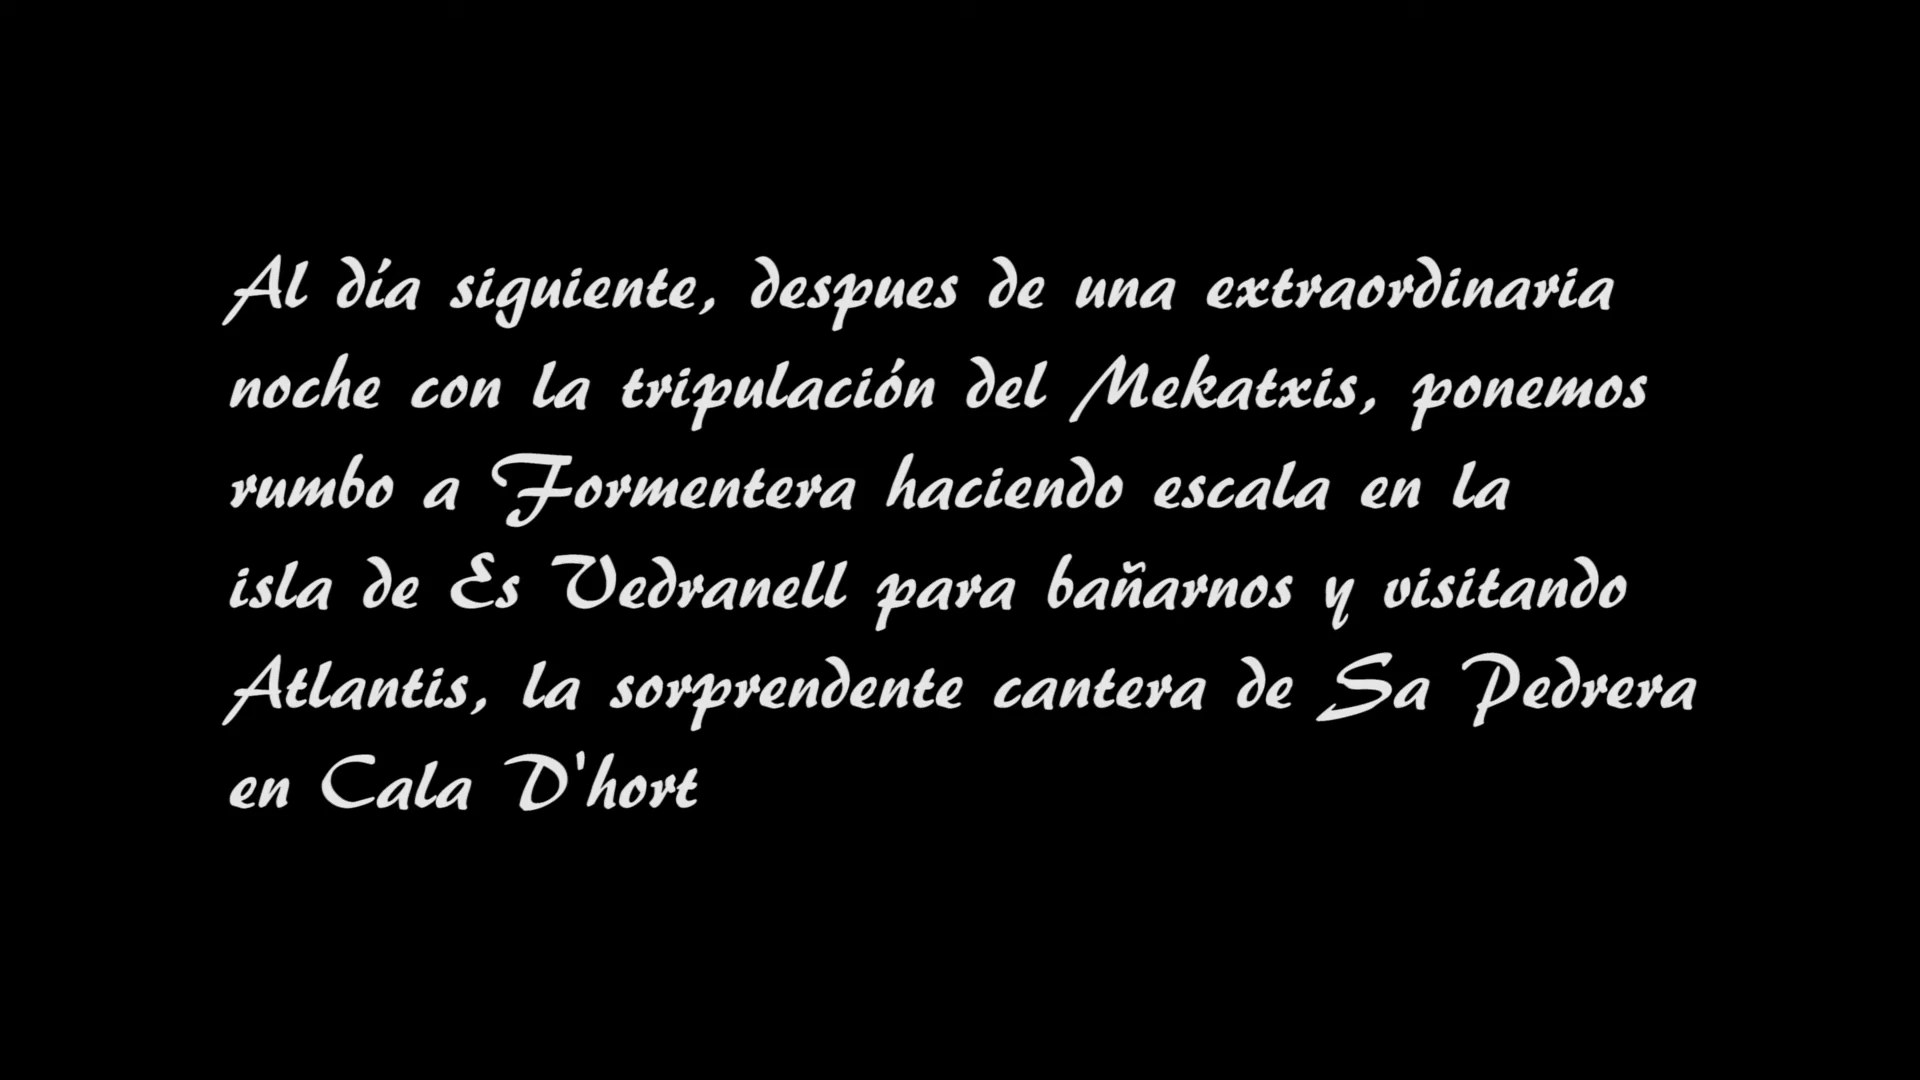 Al día siguiente, despues de una extraordinaria
noche con la tripulación del Mekatxis, ponemos
rumbo a Formentera haciendo escala en la
isla de Es Vedranell para bañarnos y visitando
Atlantis, la sorprendente cantera de Sa Pedrera
en Cala D'hort